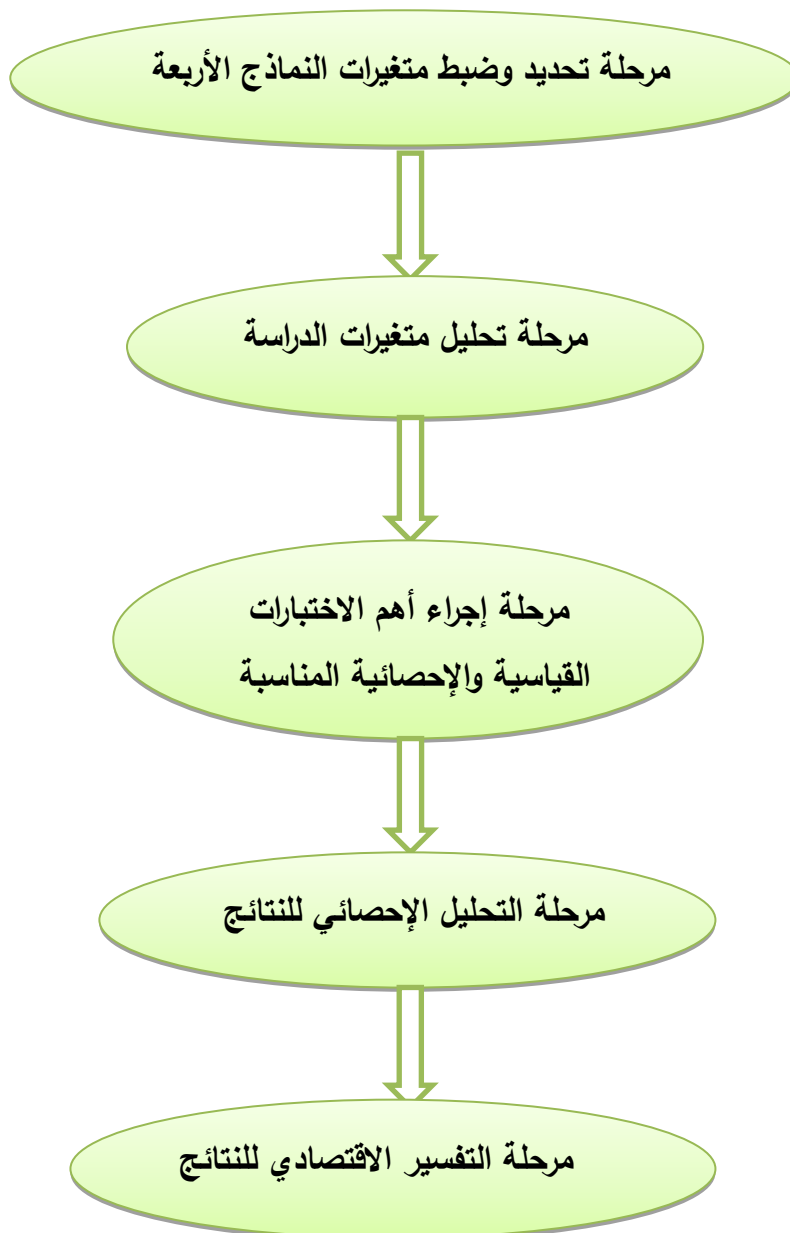 مرحلة تحديد وضبط متغيرات النماذج الأربعة
مرحلة تحليل متغيرات الدراسة
مرحلة إجراء أهم الاختبارات
القياسية والإحصائية المناسبة
مرحلة التحليل الإحصائي للنتائج
مرحلة التفسير الاقتصادي للنتائج